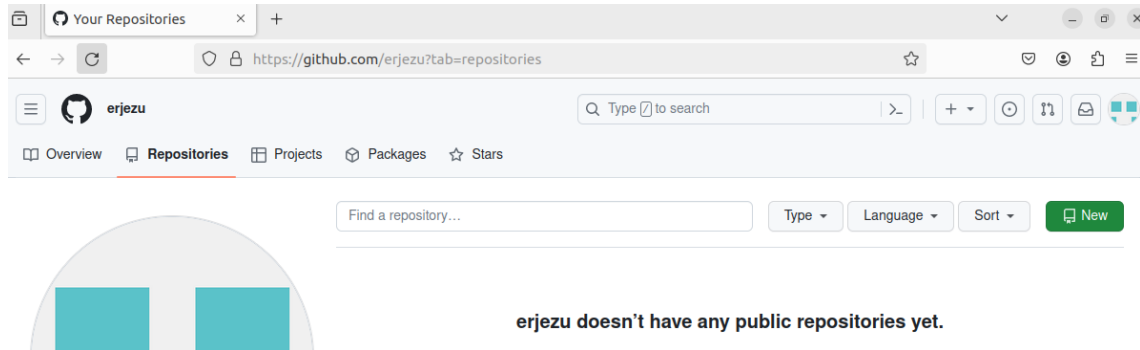 Your Repositories
https://github.com/erjezu?tab=repositories
erjezu
Type / to search
Overview Repositories Projects Packages Stars
Find a repository… Type Language Sort New
erjezu doesn’t have any public repositories yet.